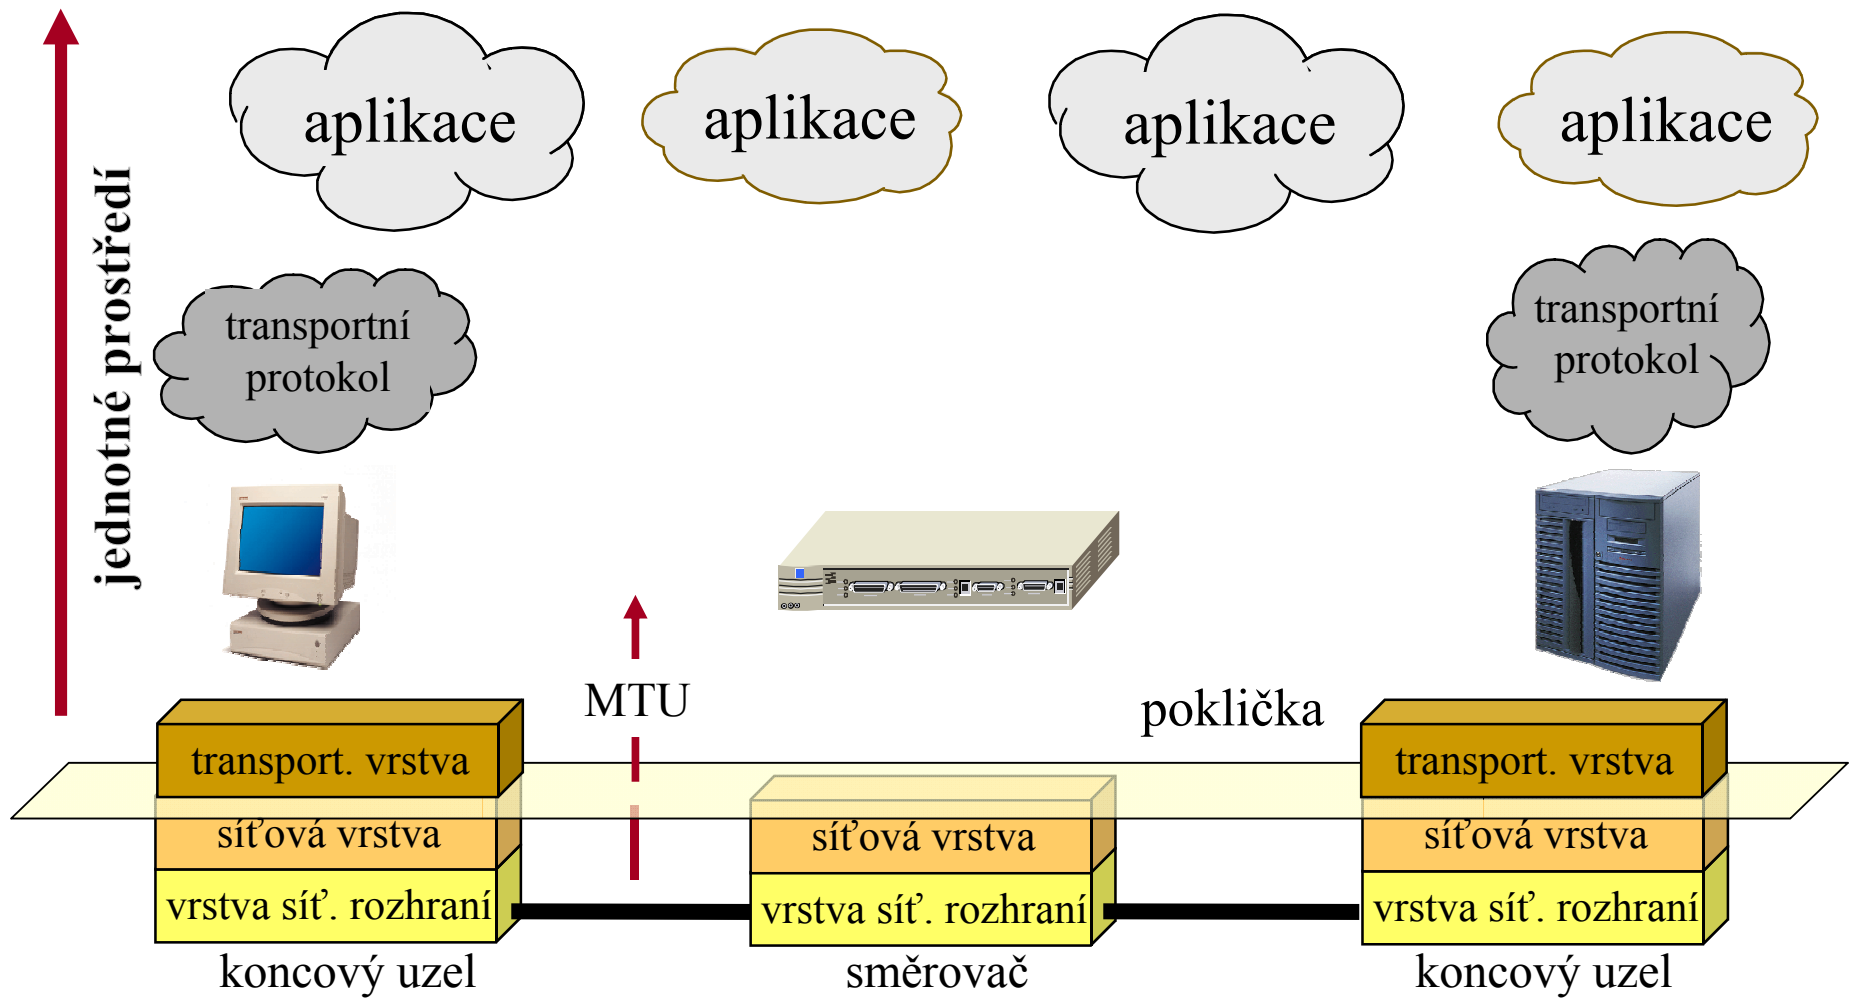 aplikace
aplikace
aplikace
aplikace
jednotné prostředí
transportní
protokol
transportní
protokol
MTU
poklička
transport. vrstva
transport. vrstva
síťová vrstva
síťová vrstva
síťová vrstva
vrstva síť. rozhraní
vrstva síť. rozhraní
vrstva síť. rozhraní
koncový uzel
směrovač
koncový uzel